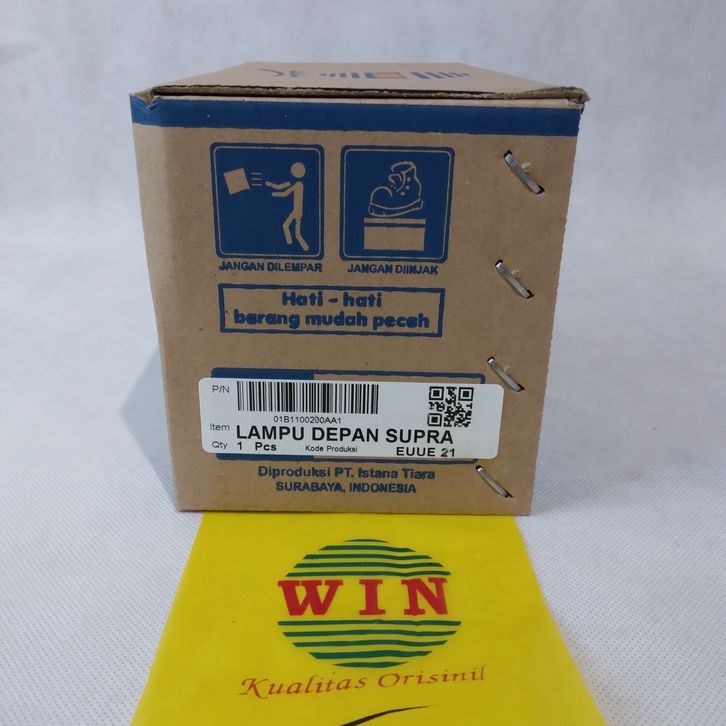 JANGAN DILEMPAR
JANGAN DIINJAK
Hati - hati
barang mudah pecah
P/N
01B1100200AA1
Item LAMPU DEPAN SUPRA
Qty 1 Pcs Kode Produksi EUUE 21
Diproduksi PT. Istana Tiara
SURABAYA, INDONESIA
WIN
Kualitas Orisinil